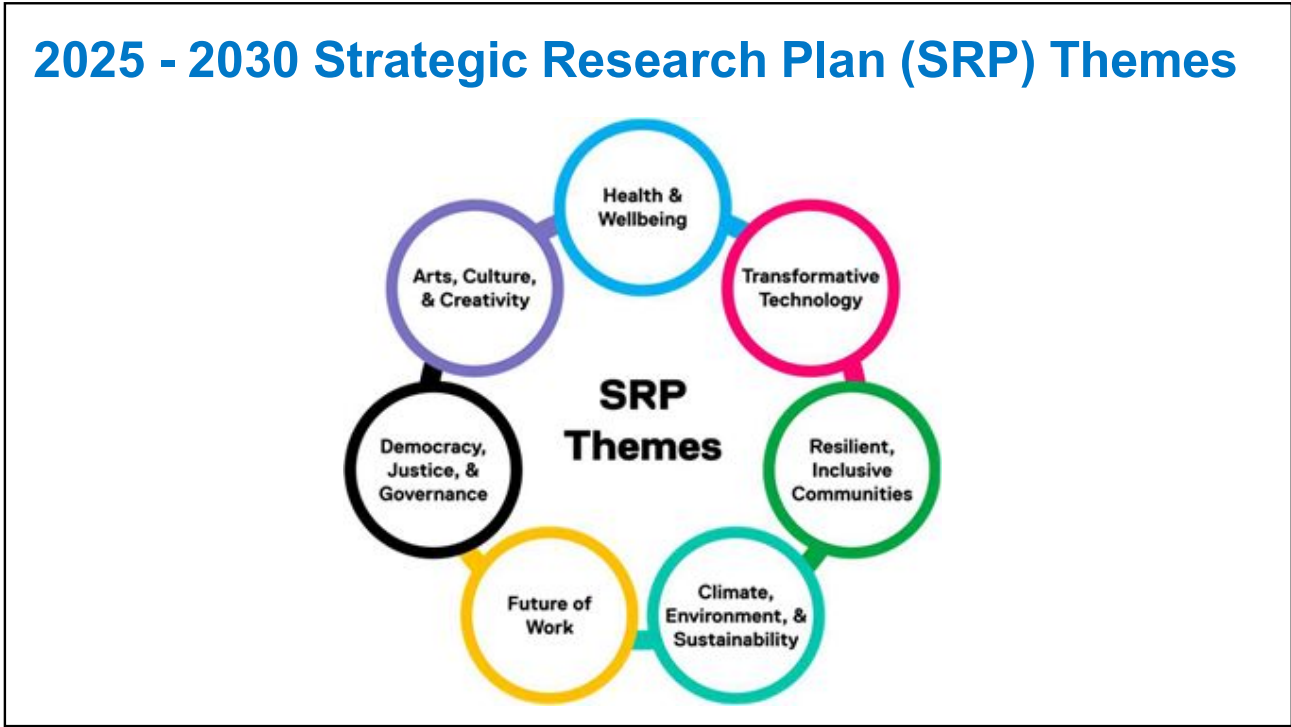 2025 - 2030 Strategic Research Plan (SRP) Themes
Health &
Wellbeing
Transformative
Technology
Resilient,
Inclusive
Communities
Climate,
Environment, &
Sustainability
Future of
Work
Democracy,
Justice, &
Governance
Arts, Culture,
& Creativity
SRP
Themes